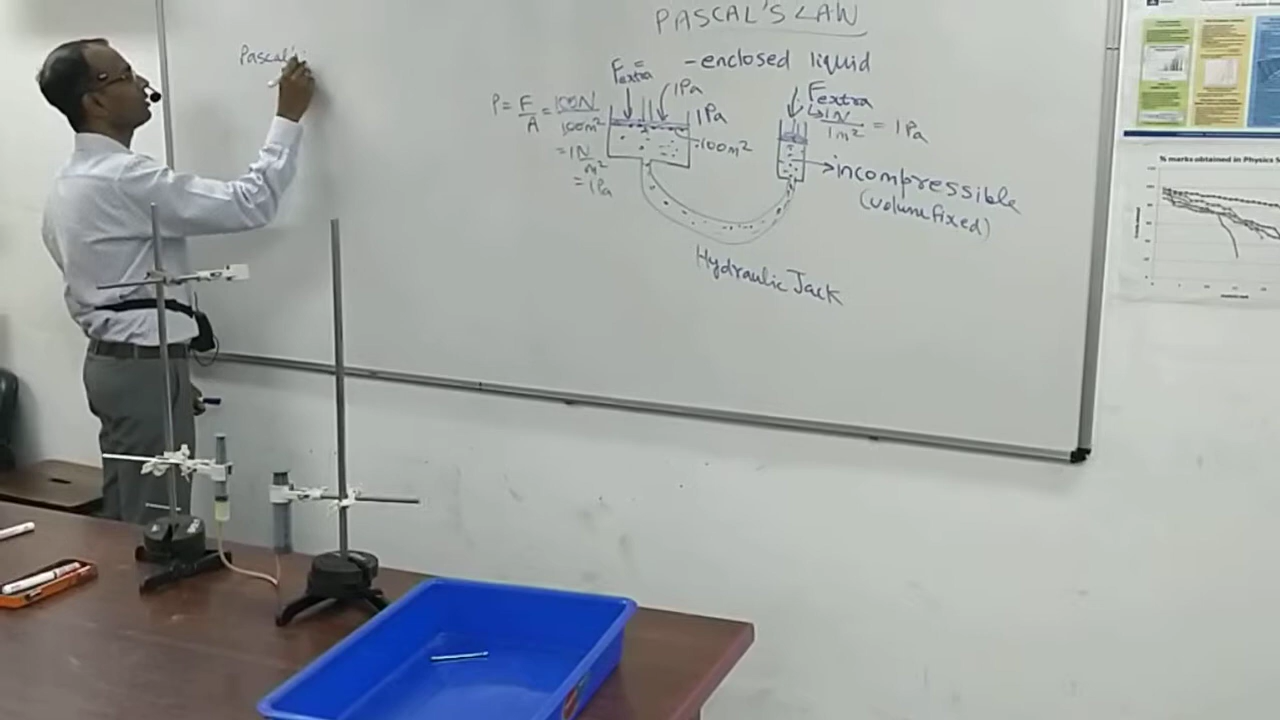 PASCAL'S LAW
Pascal's
- enclosed liquid
Fextra =
1Pa
1Pa
P = F/A = 100N/100m²
= 1N/m²
= 1Pa
100m²
Fextra
1N/1m² = 1Pa
incompressible
(volume fixed)
Hydraulic Jack
% marks obtained in Physics